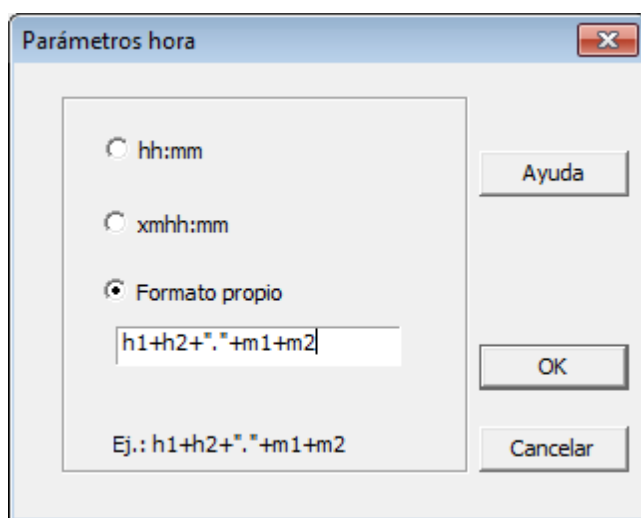 Parámetros hora
hh:mm
Ayuda
xmhh:mm
Formato propio
h1+h2+"."+m1+m2
OK
Ej.: h1+h2+"."+m1+m2
Cancelar